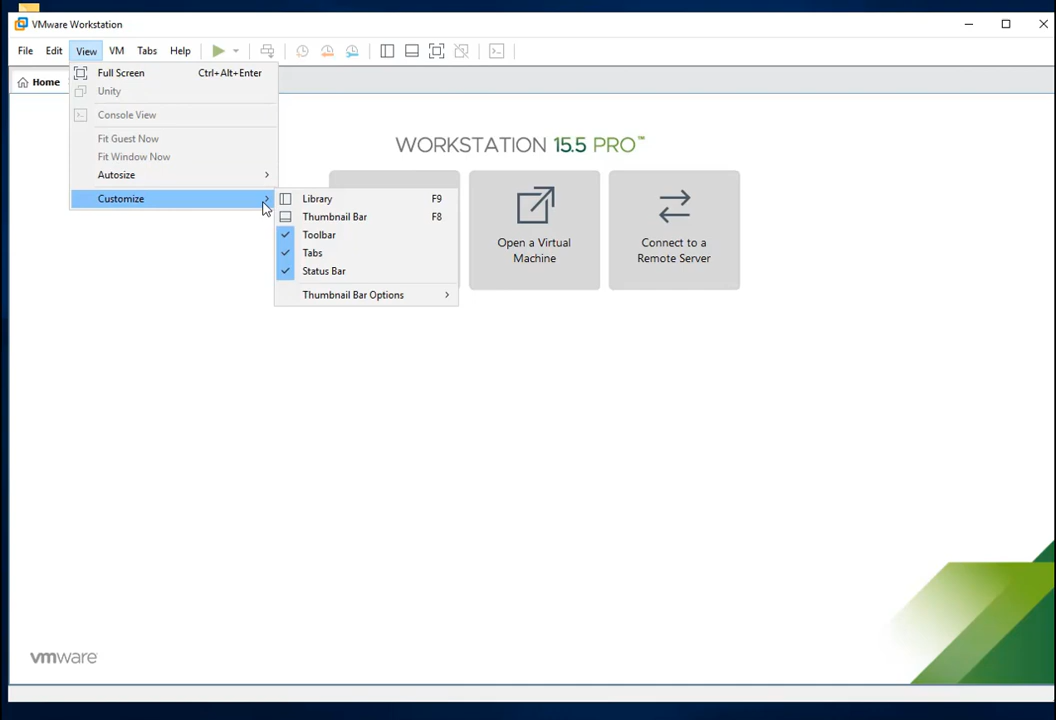 VMware Workstation
File Edit View VM Tabs Help
Home
Full Screen Ctrl+Alt+Enter
Unity
Console View
Fit Guest Now
Fit Window Now
Autosize
Customize
Library F9
Thumbnail Bar F8
Toolbar
Tabs
Status Bar
Thumbnail Bar Options
WORKSTATION 15.5 PRO™
Open a Virtual
Machine
Connect to a
Remote Server
vmware